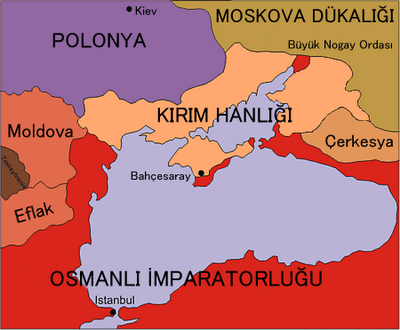 Kiev
MOSKOVA DÜKALIĞI
POLONYA
Büyük Nogay Ordası
KIRIM HANLIĞI
Moldova
Çerkesya
Bahçesaray
Eflak
OSMANLI İMPARATORLUĞU
Istanbul